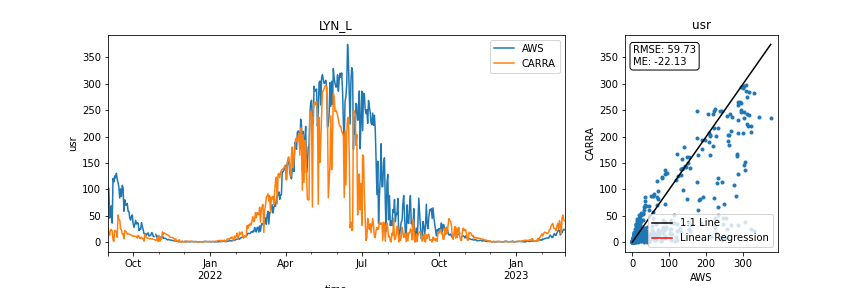 LYN_L
usr
350
300
250
200
150
100
50
0
AWS
CARRA
Oct
Jan
2022
Apr
Jul
Oct
Jan
2023
time
usr
CARRA
350
300
250
200
150
100
50
0
RMSE: 59.73
ME: -22.13
1:1 Line
Linear Regression
0
100
200
300
AWS